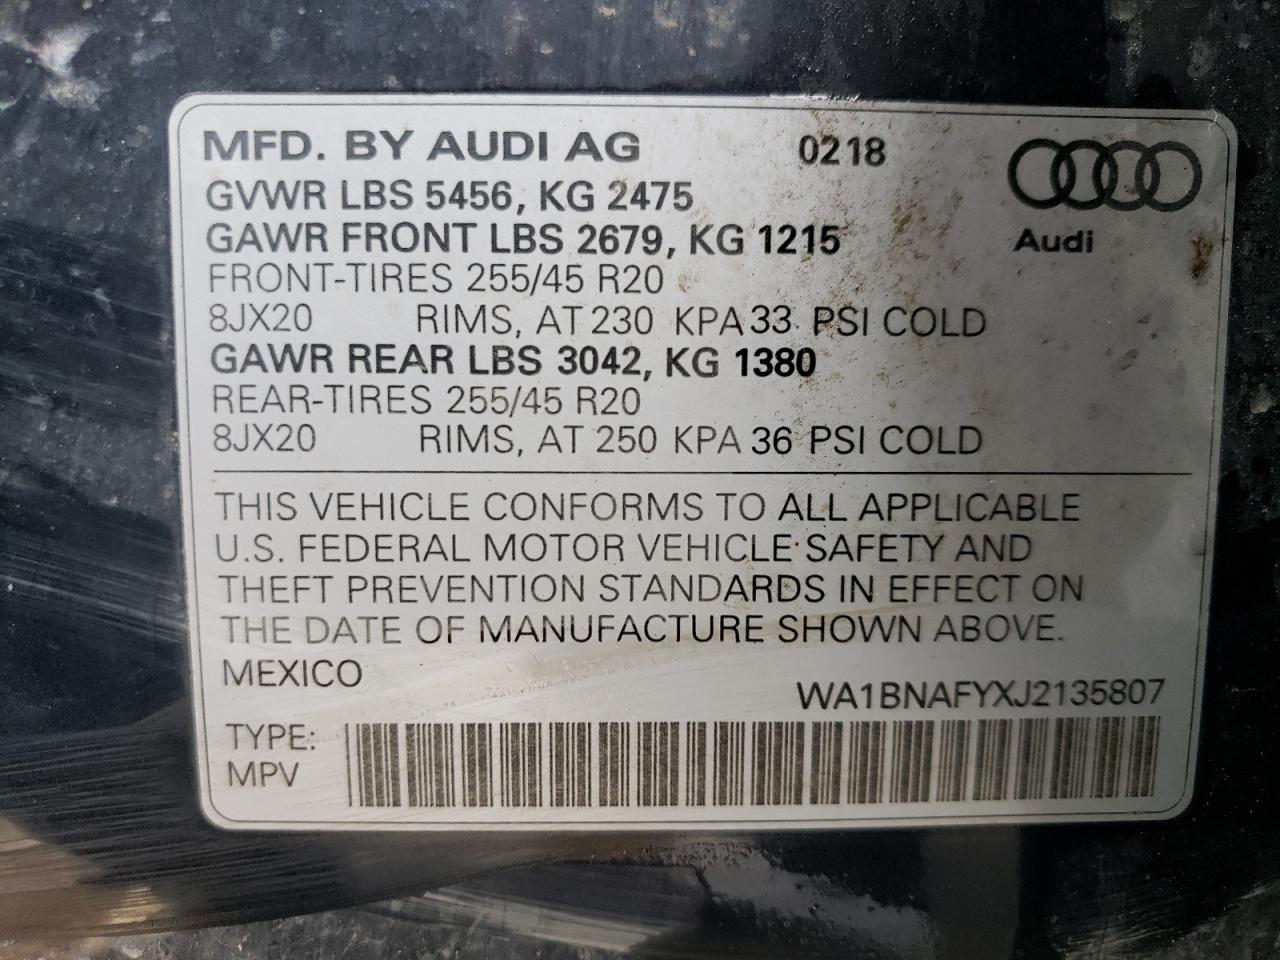 MFD. BY AUDI AG 0218
GVWR LBS 5456, KG 2475
GAWR FRONT LBS 2679, KG 1215
Audi
FRONT-TIRES 255/45 R20
8JX20 RIMS, AT 230 KPA 33 PSI COLD
GAWR REAR LBS 3042, KG 1380
REAR-TIRES 255/45 R20
8JX20 RIMS, AT 250 KPA 36 PSI COLD
THIS VEHICLE CONFORMS TO ALL APPLICABLE
U.S. FEDERAL MOTOR VEHICLE SAFETY AND
THEFT PREVENTION STANDARDS IN EFFECT ON
THE DATE OF MANUFACTURE SHOWN ABOVE.
MEXICO
WA1BNAFYXJ2135807
TYPE:
MPV